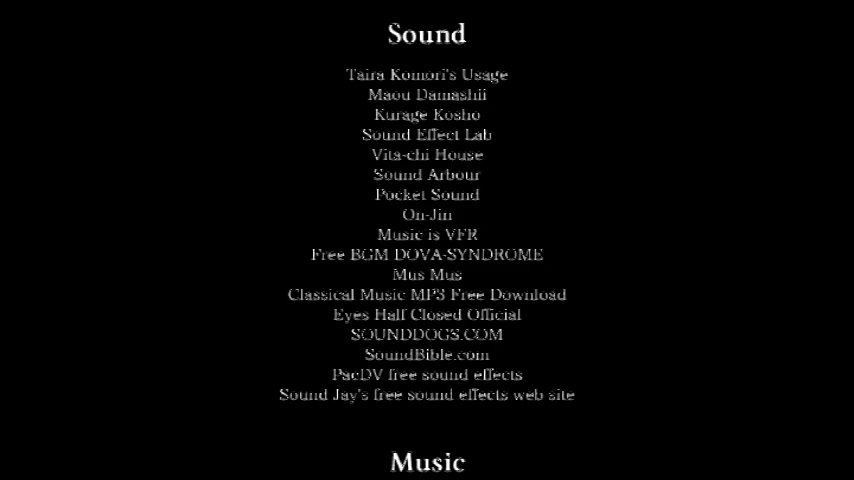 Sound
Taira Komori's Usage
Maou Damashii
Kurage Kosho
Sound Effect Lab
Vita-chi House
Sound Arbour
Pocket Sound
On-Jin
Music is VFR
Free BGM DOVA-SYNDROME
Mus Mus
Classical Music MP3 Free Download
Eyes Half Closed Official
SOUNDDOGS.COM
SoundBible.com
PacDV free sound effects
Sound Jay's free sound effects web site
Music